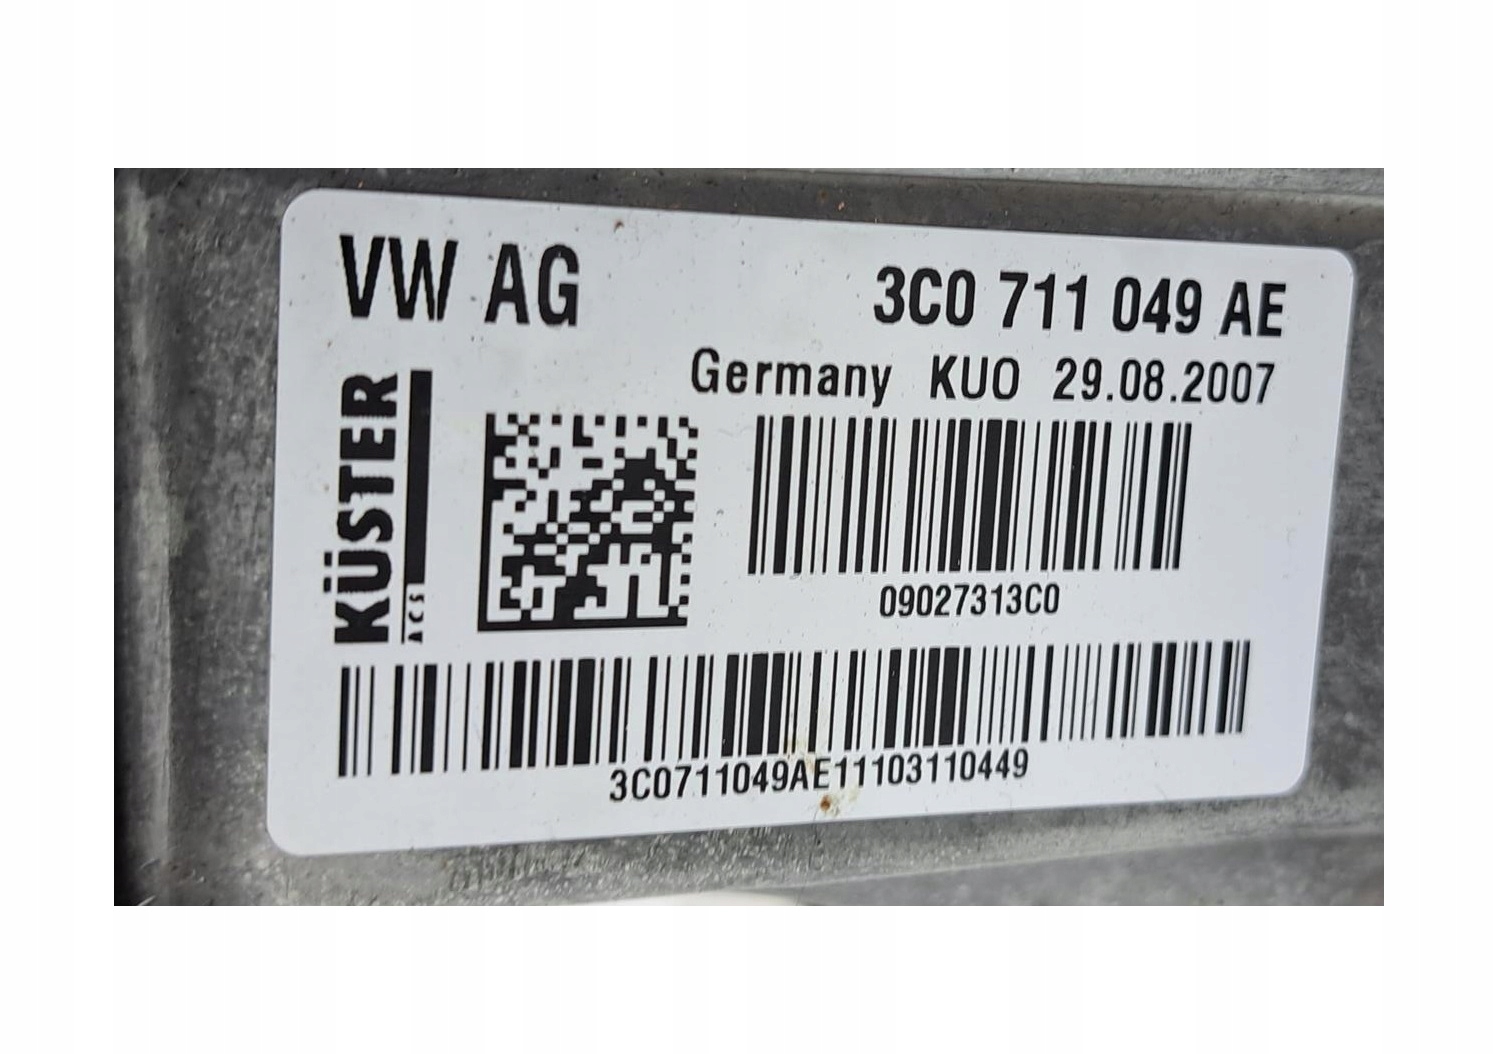 VW AG
3C0 711 049 AE
Germany KUO 29.08.2007
KÜSTER
ACS
09027313C0
3C0711049AE11103110449